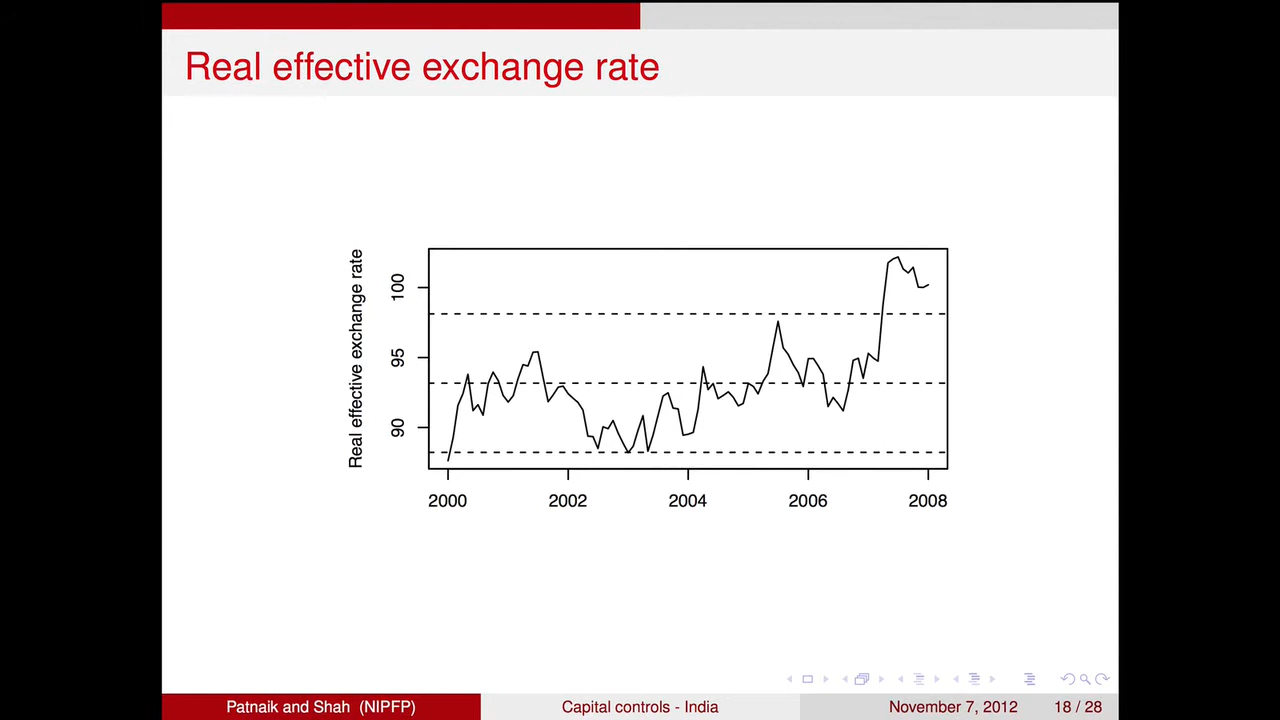 Real effective exchange rate
Real effective exchange rate
100
95
90
2000 2002 2004 2006 2008
Patnaik and Shah (NIPFP) Capital controls - India November 7, 2012 18 / 28